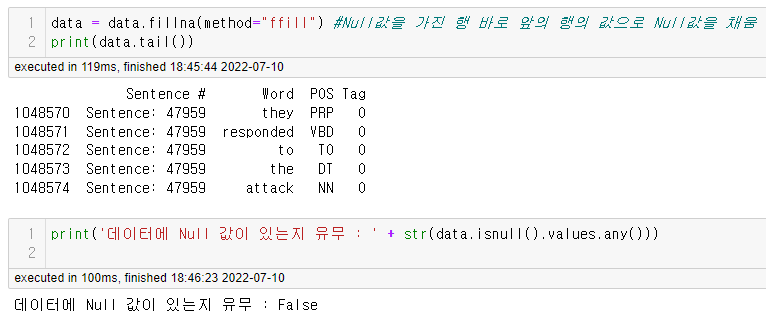 1 data = data.fillna(method="ffill") #Null값을 가진 행 바로 앞의 행의 값으로 Null값을 채움
2 print(data.tail())
executed in 119ms, finished 18:45:44 2022-07-10
Sentence # Word POS Tag
1048570 Sentence: 47959 they PRP O
1048571 Sentence: 47959 responded VBD O
1048572 Sentence: 47959 to TO O
1048573 Sentence: 47959 the DT O
1048574 Sentence: 47959 attack NN O
1 print('데이터에 Null 값이 있는지 유무 : ' + str(data.isnull().values.any()))
2
executed in 100ms, finished 18:46:23 2022-07-10
데이터에 Null 값이 있는지 유무 : False